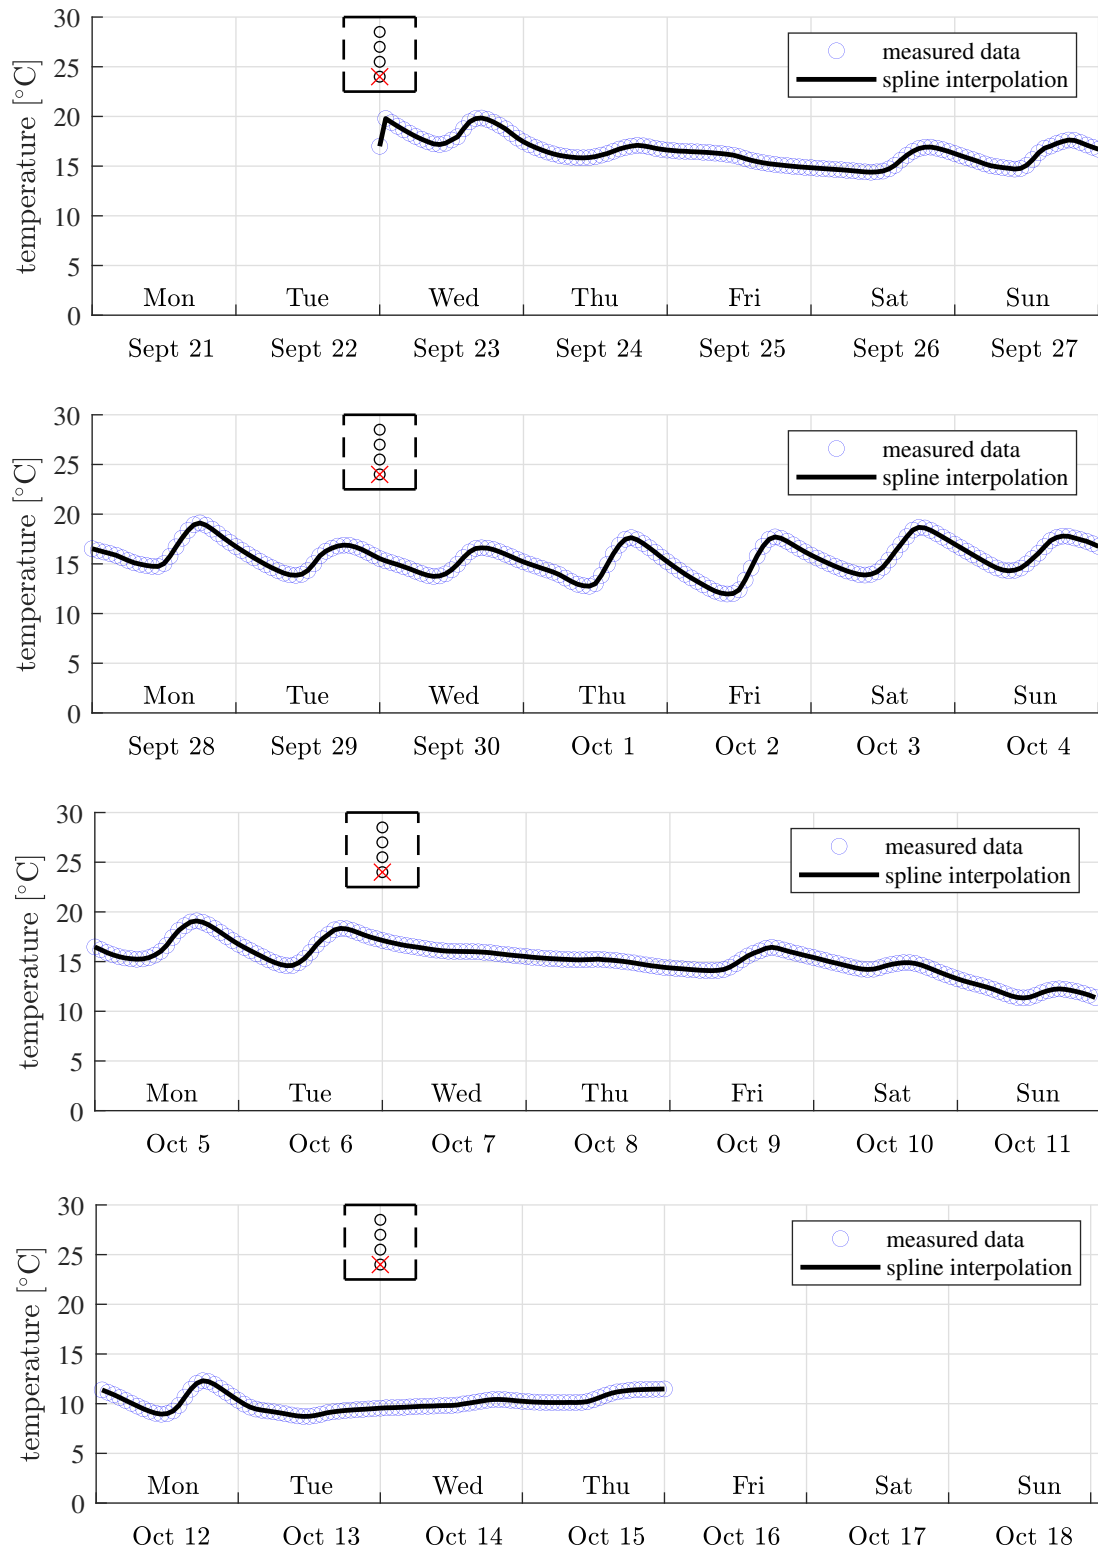 30
25
20
15
10
5
0
temperature [°C]
measured data
spline interpolation
Mon Tue Wed Thu Fri Sat Sun
Sept 21 Sept 22 Sept 23 Sept 24 Sept 25 Sept 26 Sept 27
30
25
20
15
10
5
0
temperature [°C]
measured data
spline interpolation
Mon Tue Wed Thu Fri Sat Sun
Sept 28 Sept 29 Sept 30 Oct 1 Oct 2 Oct 3 Oct 4
30
25
20
15
10
5
0
temperature [°C]
measured data
spline interpolation
Mon Tue Wed Thu Fri Sat Sun
Oct 5 Oct 6 Oct 7 Oct 8 Oct 9 Oct 10 Oct 11
30
25
20
15
10
5
0
temperature [°C]
measured data
spline interpolation
Mon Tue Wed Thu Fri Sat Sun
Oct 12 Oct 13 Oct 14 Oct 15 Oct 16 Oct 17 Oct 18